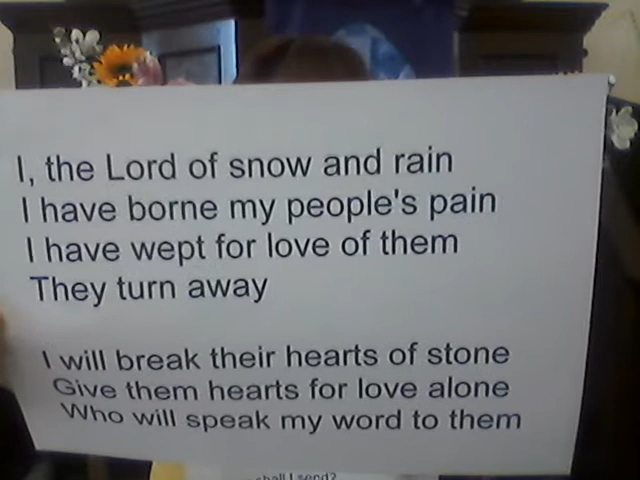 I, the Lord of snow and rain
I have borne my people's pain
I have wept for love of them
They turn away
I will break their hearts of stone
Give them hearts for love alone
Who will speak my word to them
shall I send?